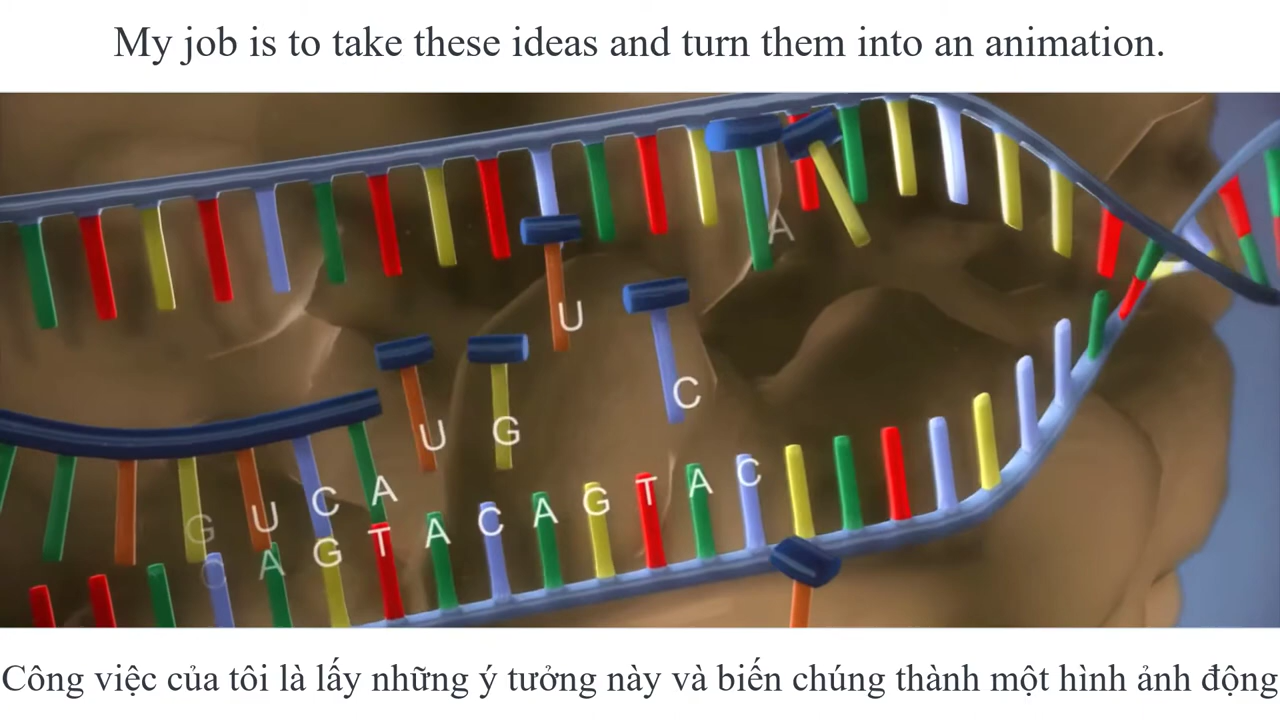 My job is to take these ideas and turn them into an animation.
A
U
C
U G
G U C A
C A G T A C A G T A C
Công việc của tôi là lấy những ý tưởng này và biến chúng thành một hình ảnh động